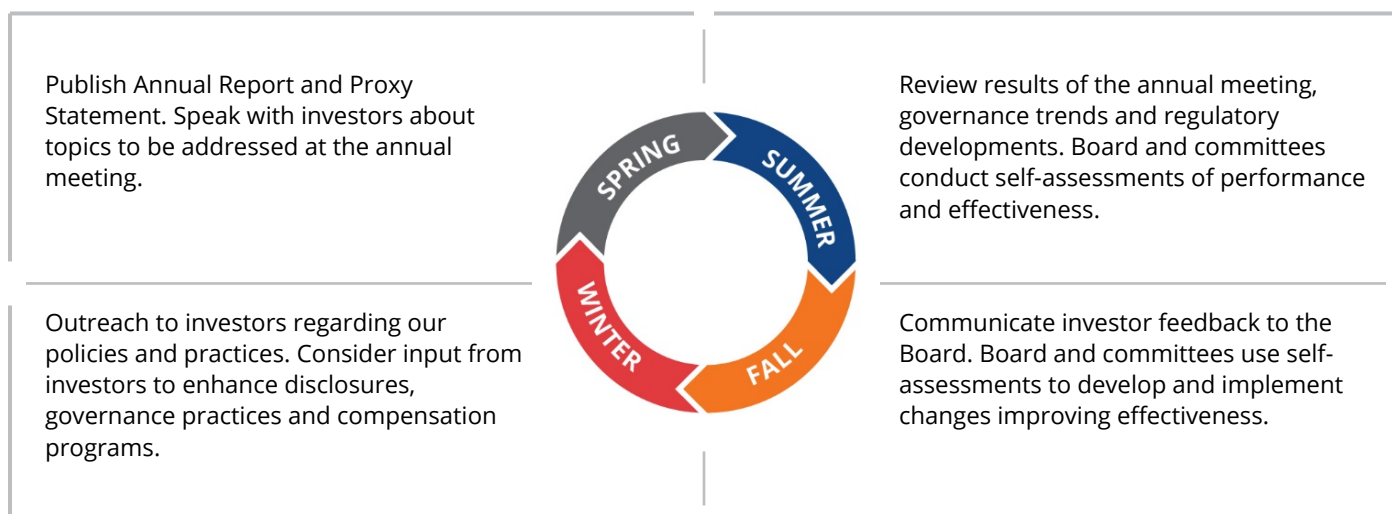 Publish Annual Report and Proxy
Statement. Speak with investors about
topics to be addressed at the annual
meeting.
Review results of the annual meeting,
governance trends and regulatory
developments. Board and committees
conduct self-assessments of performance
and effectiveness.
SPRING
SUMMER
WINTER
FALL
Outreach to investors regarding our
policies and practices. Consider input from
investors to enhance disclosures,
governance practices and compensation
programs.
Communicate investor feedback to the
Board. Board and committees use self-
assessments to develop and implement
changes improving effectiveness.